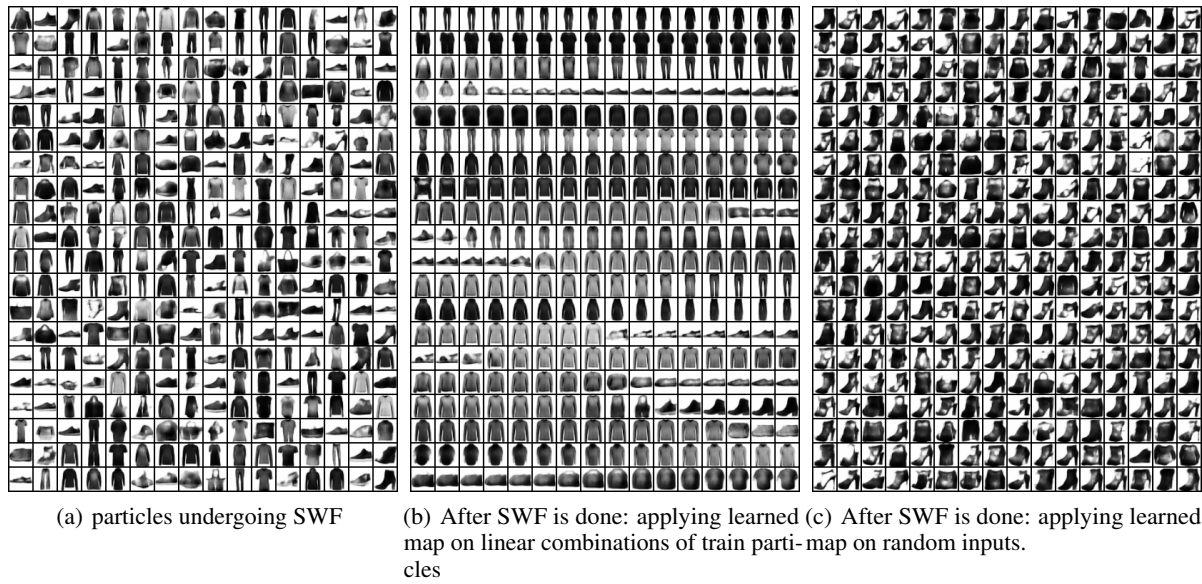 (a) particles undergoing SWF
(b) After SWF is done: applying learned
map on linear combinations of train parti-
cles
(c) After SWF is done: applying learned
map on random inputs.